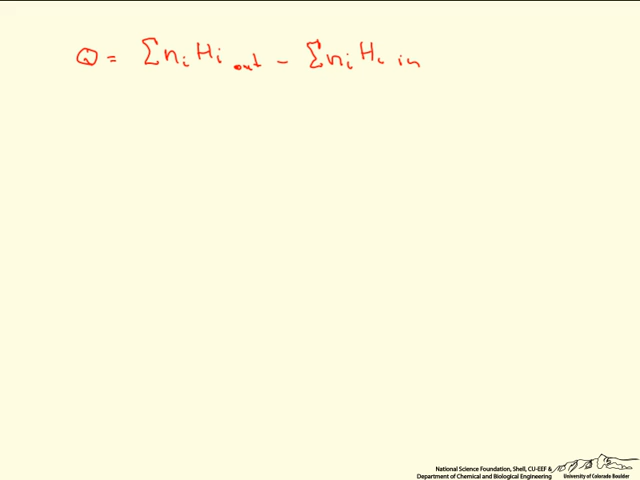 Q = Σ nᵢ Hᵢ out - Σ nᵢ Hᵢ in
National Science Foundation, Shell, CU-EEF &
Department of Chemical and Biological Engineering
University of Colorado Boulder